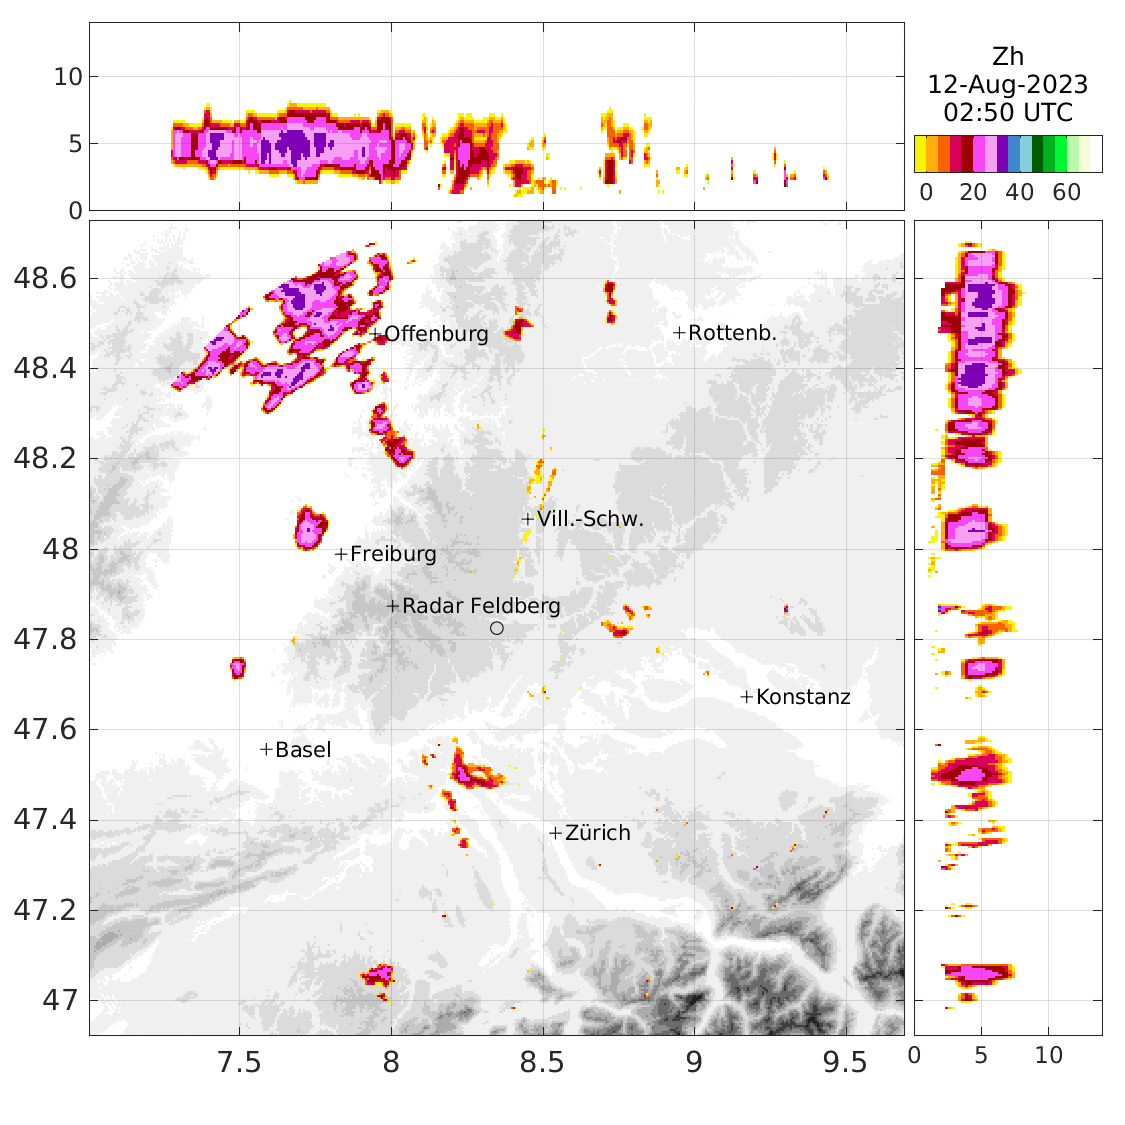 Zh
12-Aug-2023
02:50 UTC
0 20 40 60
10
5
0
48.6
48.4
48.2
48
47.8
47.6
47.4
47.2
47
Offenburg
Rottenb.
Vill.-Schw.
Freiburg
Radar Feldberg
Konstanz
Basel
Zürich
7.5 8 8.5 9 9.5
0 5 10